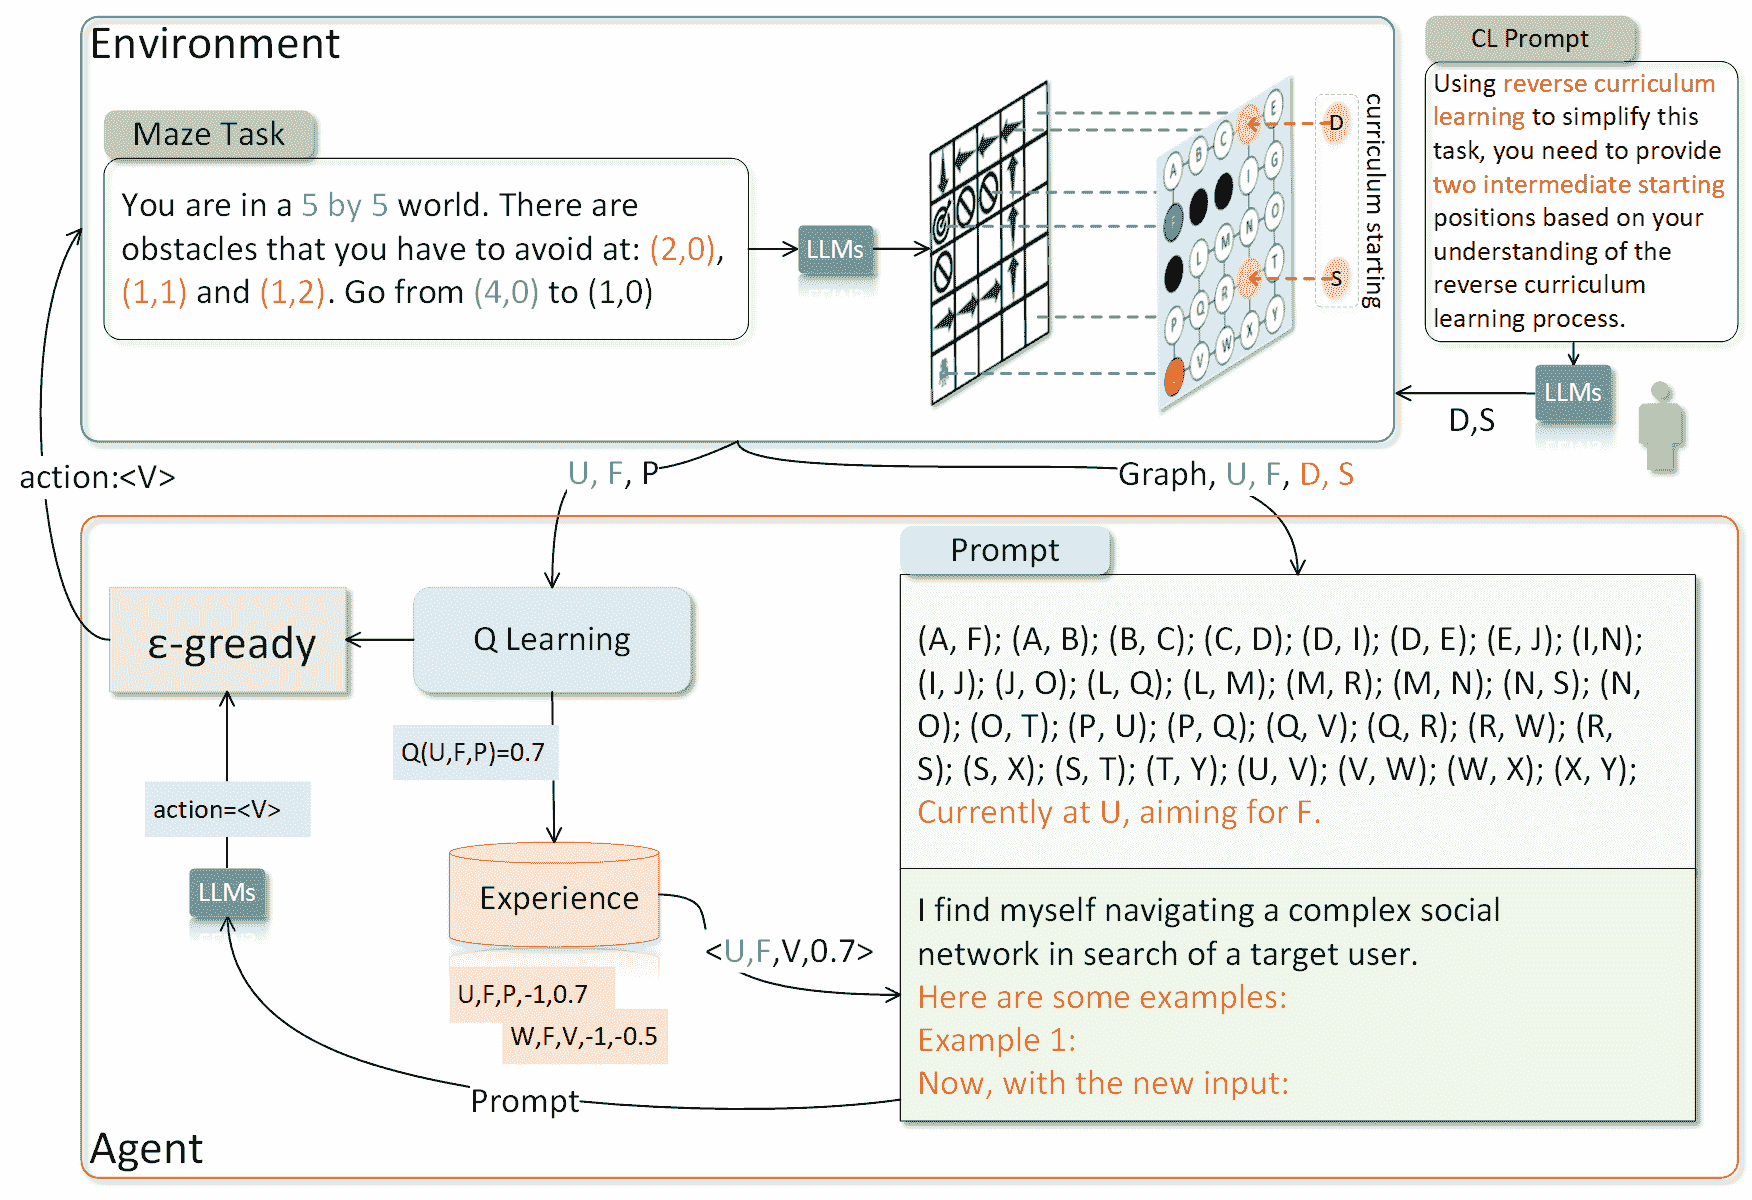 Environment
Maze Task
You are in a 5 by 5 world. There are
obstacles that you have to avoid at: (2,0),
(1,1) and (1,2). Go from (4,0) to (1,0)
LLMs
A
B
C
E
F
I
G
L
M
N
O
P
Q
R
T
V
W
X
Y
D
S
curriculum starting
CL Prompt
Using reverse curriculum
learning to simplify this
task, you need to provide
two intermediate starting
positions based on your
understanding of the
reverse curriculum
learning process.
LLMs
D,S
action:<V>
U, F, P
Graph, U, F, D, S
Agent
ε-gready
Q Learning
Q(U,F,P)=0.7
action=<V>
LLMs
Experience
U,F,P,-1,0.7
W,F,V,-1,-0.5
<U,F,V,0.7>
Prompt
Prompt
(A, F); (A, B); (B, C); (C, D); (D, I); (D, E); (E, J); (I,N);
(I, J); (J, O); (L, Q); (L, M); (M, R); (M, N); (N, S); (N,
O); (O, T); (P, U); (P, Q); (Q, V); (Q, R); (R, W); (R,
S); (S, X); (S, T); (T, Y); (U, V); (V, W); (W, X); (X, Y);
Currently at U, aiming for F.
I find myself navigating a complex social
network in search of a target user.
Here are some examples:
Example 1:
Now, with the new input: